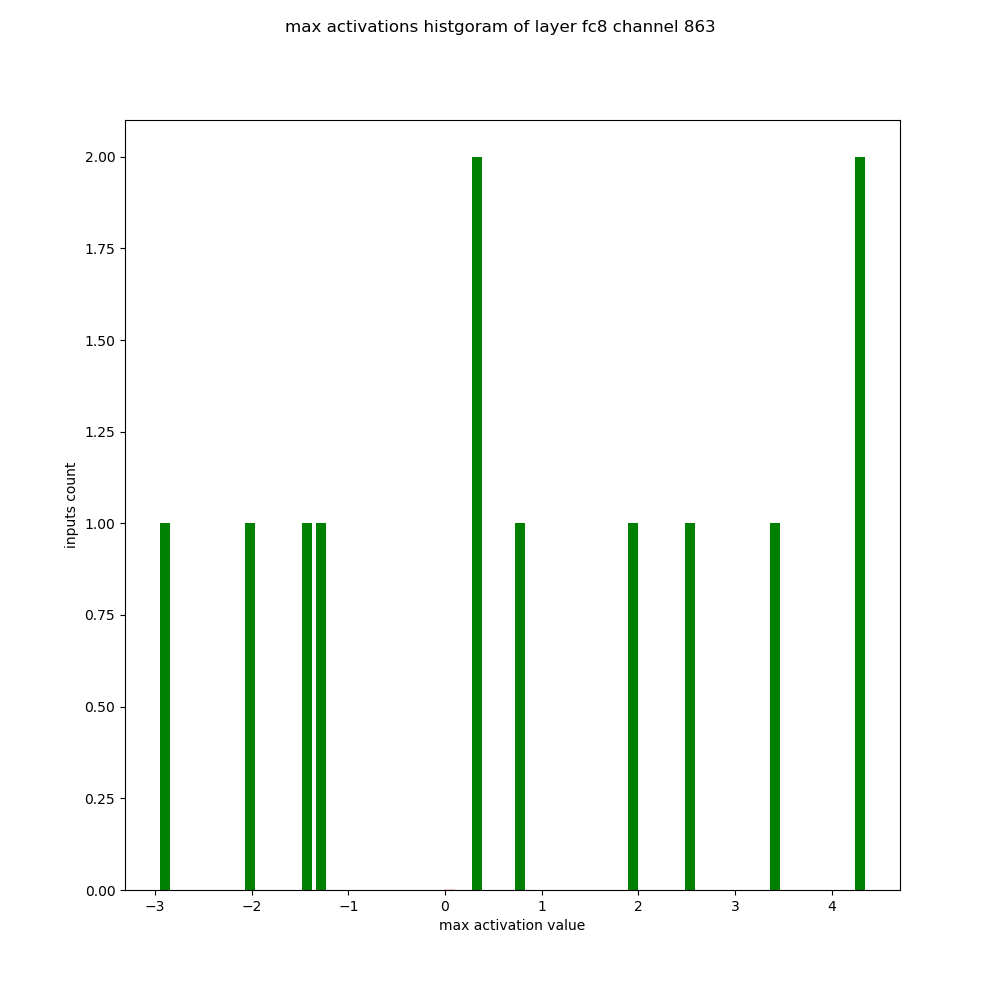 max activations histgoram of layer fc8 channel 863
2.00
1.75
1.50
1.25
1.00
0.75
0.50
0.25
0.00
inputs count
−3 −2 −1 0 1 2 3 4
max activation value